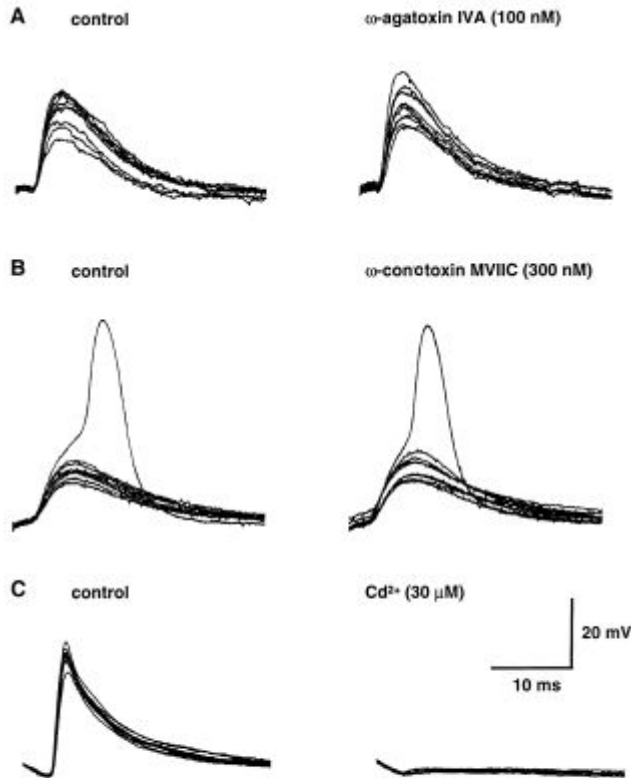 A control ω-agatoxin IVA (100 nM)
B control ω-conotoxin MVIIC (300 nM)
C control Cd²⁺ (30 μM)
20 mV
10 ms